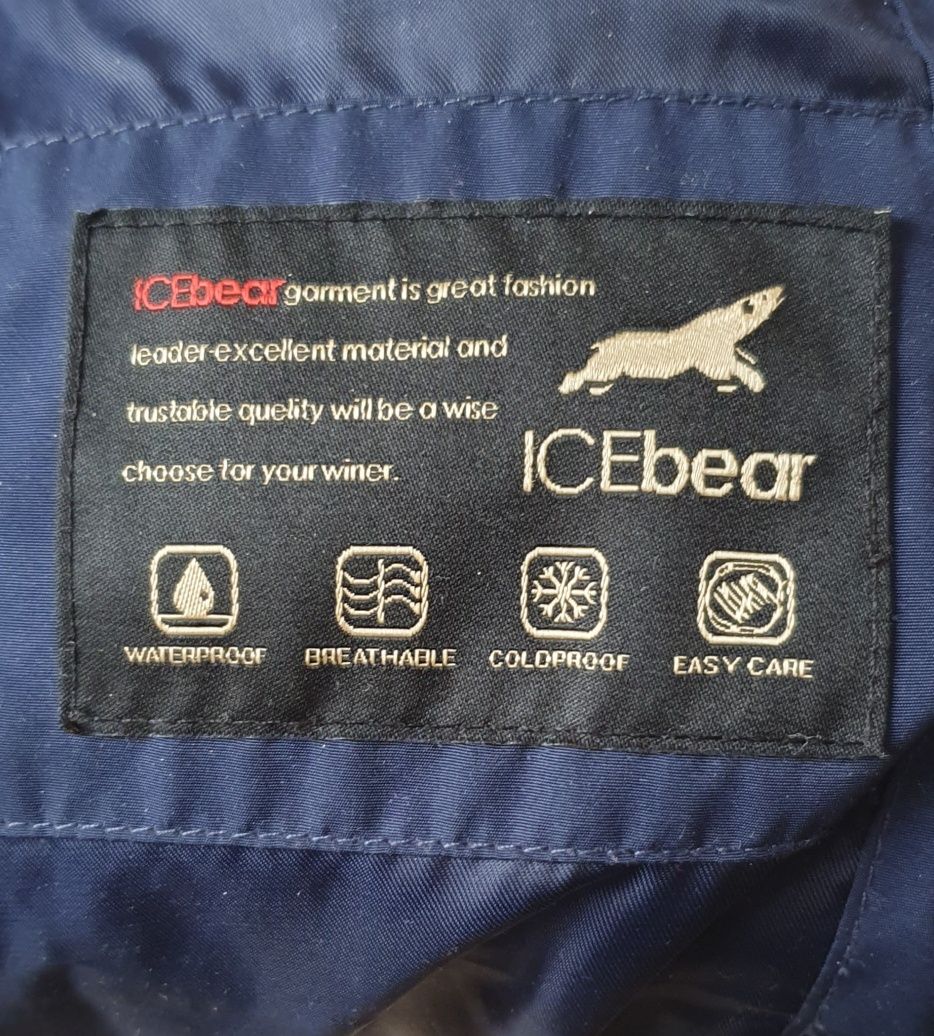 ICEbear garment is great fashion
leader-excellent material and
trustable quelity will be a wise
choose for your winer.
ICEbear
WATERPROOF
BREATHABLE
COLDPROOF
EASY CARE